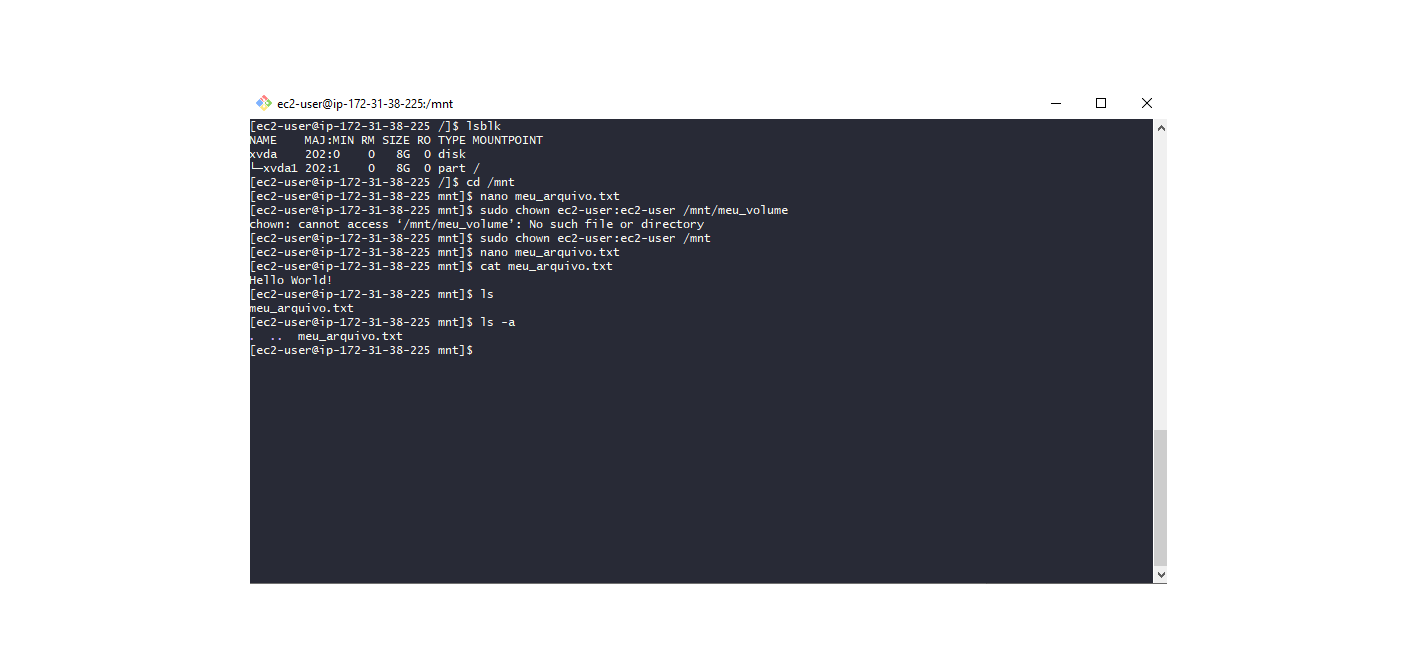 ec2-user@ip-172-31-38-225:/mnt
[ec2-user@ip-172-31-38-225 /]$ lsblk
NAME    MAJ:MIN RM SIZE RO TYPE MOUNTPOINT
xvda    202:0    0   8G  0 disk
└─xvda1 202:1    0   8G  0 part /
[ec2-user@ip-172-31-38-225 /]$ cd /mnt
[ec2-user@ip-172-31-38-225 mnt]$ nano meu_arquivo.txt
[ec2-user@ip-172-31-38-225 mnt]$ sudo chown ec2-user:ec2-user /mnt/meu_volume
chown: cannot access ‘/mnt/meu_volume’: No such file or directory
[ec2-user@ip-172-31-38-225 mnt]$ sudo chown ec2-user:ec2-user /mnt
[ec2-user@ip-172-31-38-225 mnt]$ nano meu_arquivo.txt
[ec2-user@ip-172-31-38-225 mnt]$ cat meu_arquivo.txt
Hello World!
[ec2-user@ip-172-31-38-225 mnt]$ ls
meu_arquivo.txt
[ec2-user@ip-172-31-38-225 mnt]$ ls -a
.  ..  meu_arquivo.txt
[ec2-user@ip-172-31-38-225 mnt]$